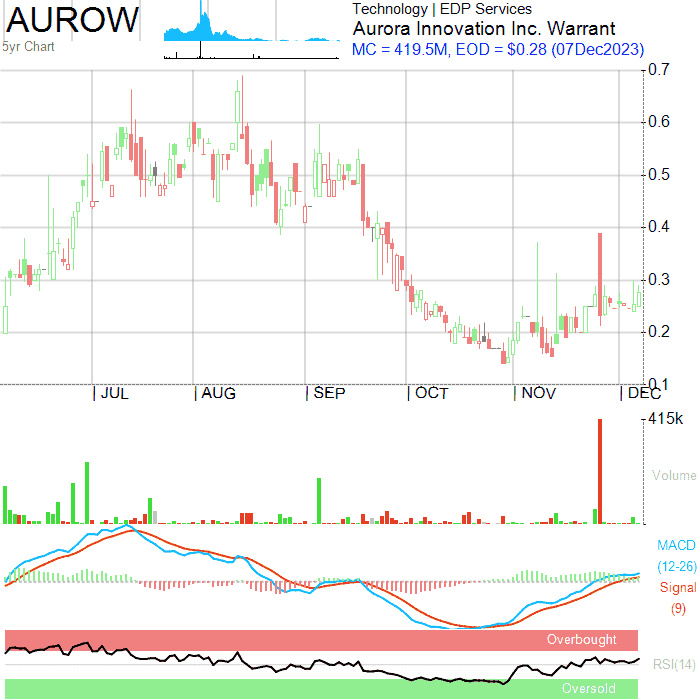 AUROW
5yr Chart
Technology | EDP Services
Aurora Innovation Inc. Warrant
MC = 419.5M, EOD = $0.28 (07Dec2023)
0.7
0.6
0.5
0.4
0.3
0.2
0.1
JUL AUG SEP OCT NOV DEC
415k
Volume
MACD
(12-26)
Signal
(9)
Overbought
RSI(14)
Oversold